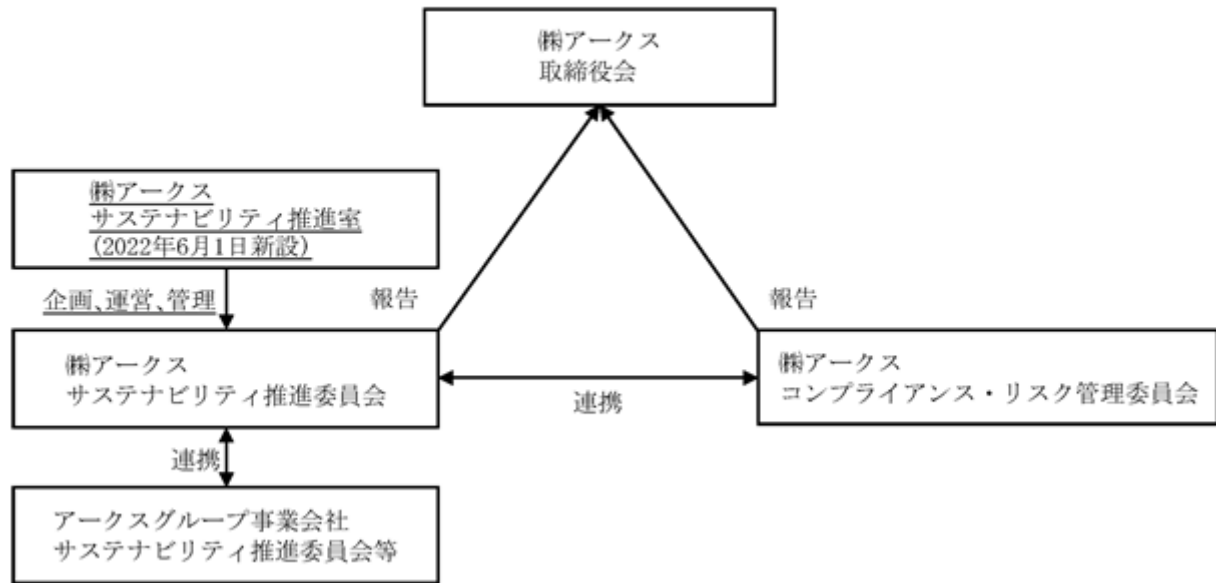 ㈱アークス
取締役会
㈱アークス
サステナビリティ推進室
(2022年6月1日新設)
企画、運営、管理
報告
報告
㈱アークス
サステナビリティ推進委員会
連携
㈱アークス
コンプライアンス・リスク管理委員会
連携
アークスグループ事業会社
サステナビリティ推進委員会等